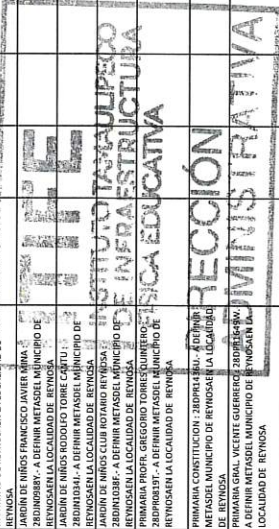 REYNOSA
JARDIN DE NIÑOS FRANCISCO JAVIER MINA :
28DJN0988V.- A DEFINIR METASDEL MUNICIPIO DE
REYNOSAEN LA LOCALIDAD DE REYNOSA
JARDIN DE NIÑOS RODOLFO TORRE CANTU :
28DJN1034J.- A DEFINIR METASDEL MUNICIPIO DE
REYNOSAEN LA LOCALIDAD DE REYNOSA
JARDIN DE NIÑOS CLUB ROTARIO REYNOSA :
28DJN1038F.- A DEFINIR METASDEL MUNICIPIO DE
REYNOSAEN LA LOCALIDAD DE REYNOSA
PRIMARIA PROFR. GREGORIO TORRES QUINTERO :
28DPR0819T.- A DEFINIR METASDEL MUNICIPIO DE
REYNOSAEN LA LOCALIDAD DE REYNOSA
PRIMARIA CONSTITUCION : A DEFINIR
METASDEL MUNICIPIO DE REYNOSAEN LA LOCALIDAD
DE REYNOSA
PRIMARIA GRAL. VICENTE GUERRERO :
A DEFINIR METASDEL MUNICIPIO DE REYNOSAEN LA
LOCALIDAD DE REYNOSA
ITIFE
INSTITUTO TAMAULIPECO
DE INFRAESTRUCTURA
FISICA EDUCATIVA
DIRECCIÓN
ADMINISTRATIVA